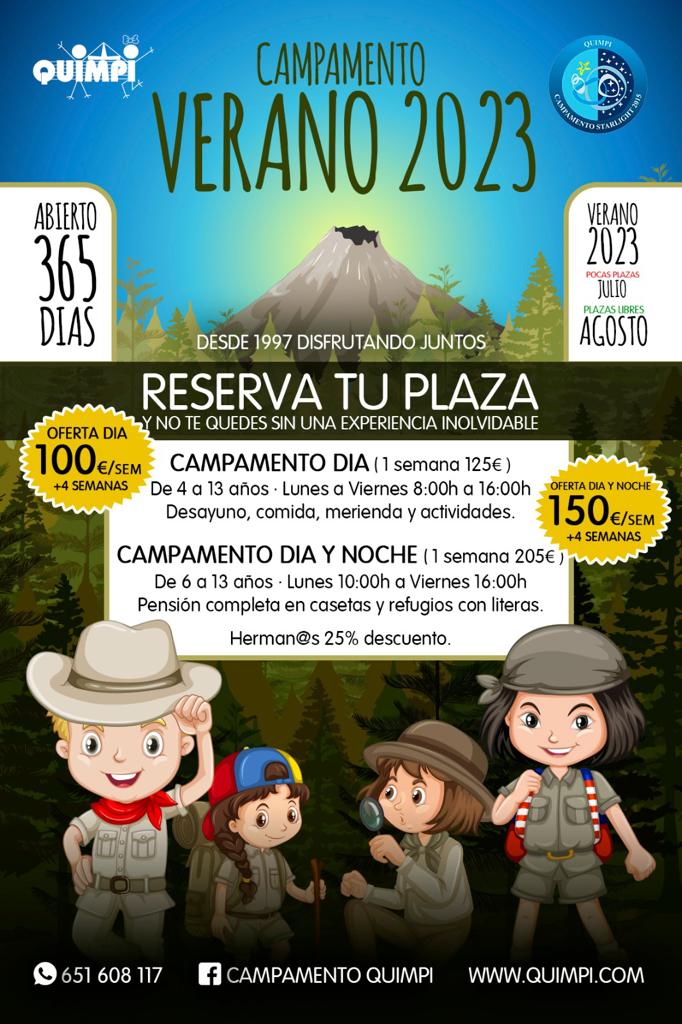 QUIMPI
CAMPAMENTO
VERANO 2023
QUIMPI
CAMPAMENTO STARLIGHT 2015
ABIERTO
365
DIAS
VERANO
2023
POCAS PLAZAS
JULIO
PLAZAS LIBRES
AGOSTO
DESDE 1997 DISFRUTANDO JUNTOS
RESERVA TU PLAZA
Y NO TE QUEDES SIN UNA EXPERIENCIA INOLVIDABLE
OFERTA DIA
100€/SEM
+4 SEMANAS
CAMPAMENTO DIA ( 1 semana 125€ )
De 4 a 13 años · Lunes a Viernes 8:00h a 16:00h
Desayuno, comida, merienda y actividades.
OFERTA DIA Y NOCHE
150€/SEM
+4 SEMANAS
CAMPAMENTO DIA Y NOCHE ( 1 semana 205€ )
De 6 a 13 años · Lunes 10:00h a Viernes 16:00h
Pensión completa en casetas y refugios con literas.
Herman@s 25% descuento.
651 608 117
CAMPAMENTO QUIMPI
WWW.QUIMPI.COM